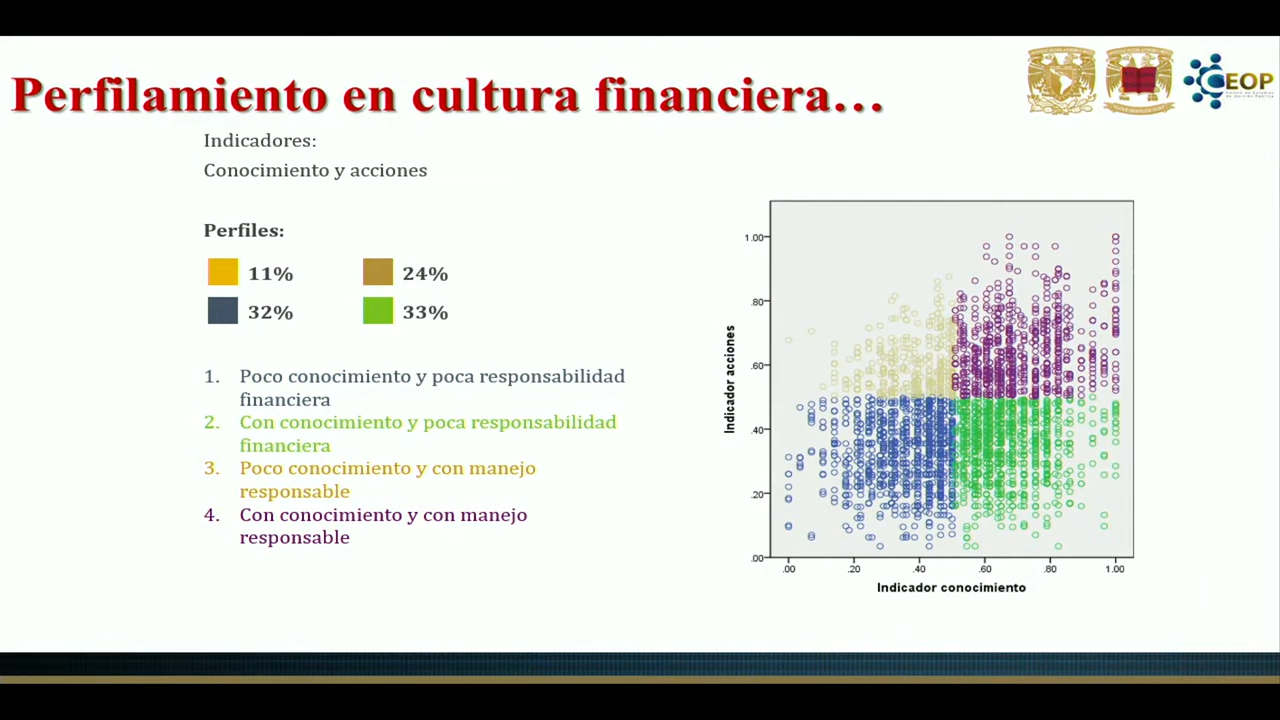 Perfilamiento en cultura financiera...
CEOP
Indicadores:
Conocimiento y acciones
Perfiles:
11%
24%
32%
33%
1. Poco conocimiento y poca responsabilidad
financiera
2. Con conocimiento y poca responsabilidad
financiera
3. Poco conocimiento y con manejo
responsable
4. Con conocimiento y con manejo
responsable
Indicador acciones
1.00
.80
.60
.40
.20
.00
.00 .20 .40 .60 .80 1.00
Indicador conocimiento